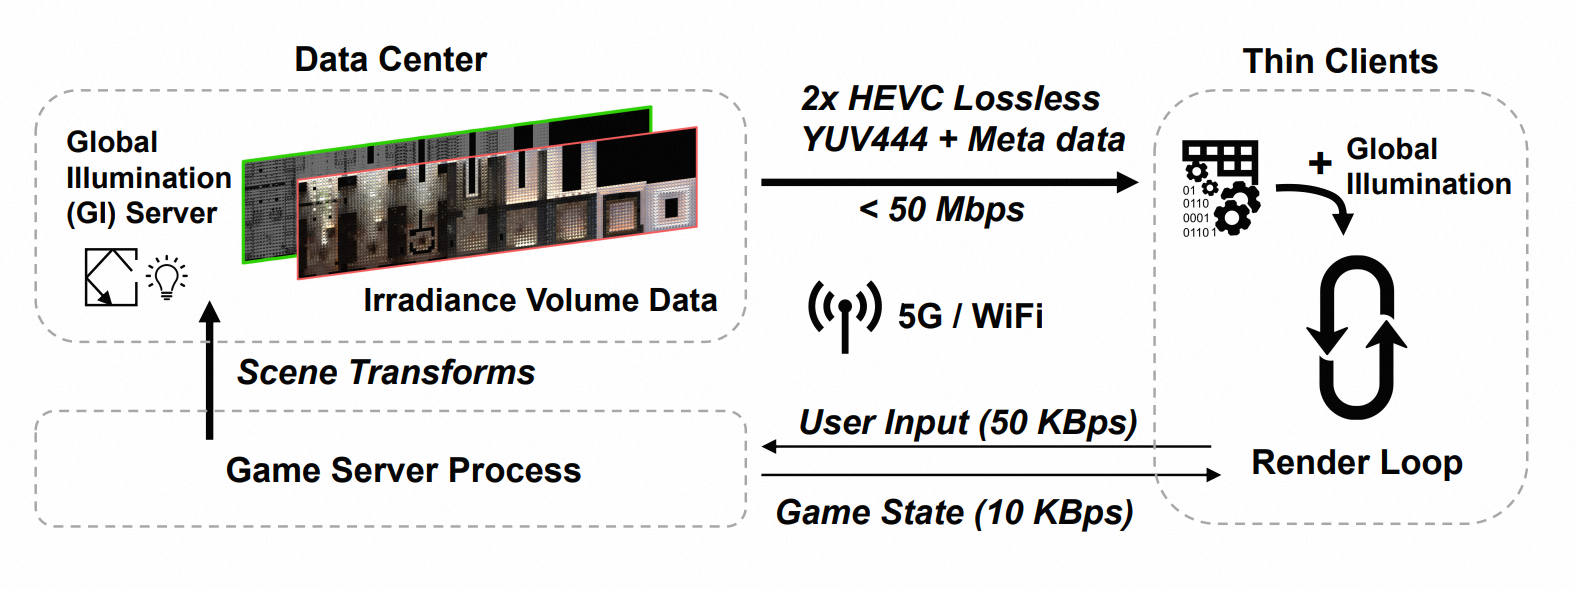 Data Center
Thin Clients
Global
Illumination
(GI) Server
Irradiance Volume Data
2x HEVC Lossless
YUV444 + Meta data
< 50 Mbps
5G / WiFi
01
0110
0001
0110 1
+
Global
Illumination
Scene Transforms
Game Server Process
User Input (50 KBps)
Game State (10 KBps)
Render Loop